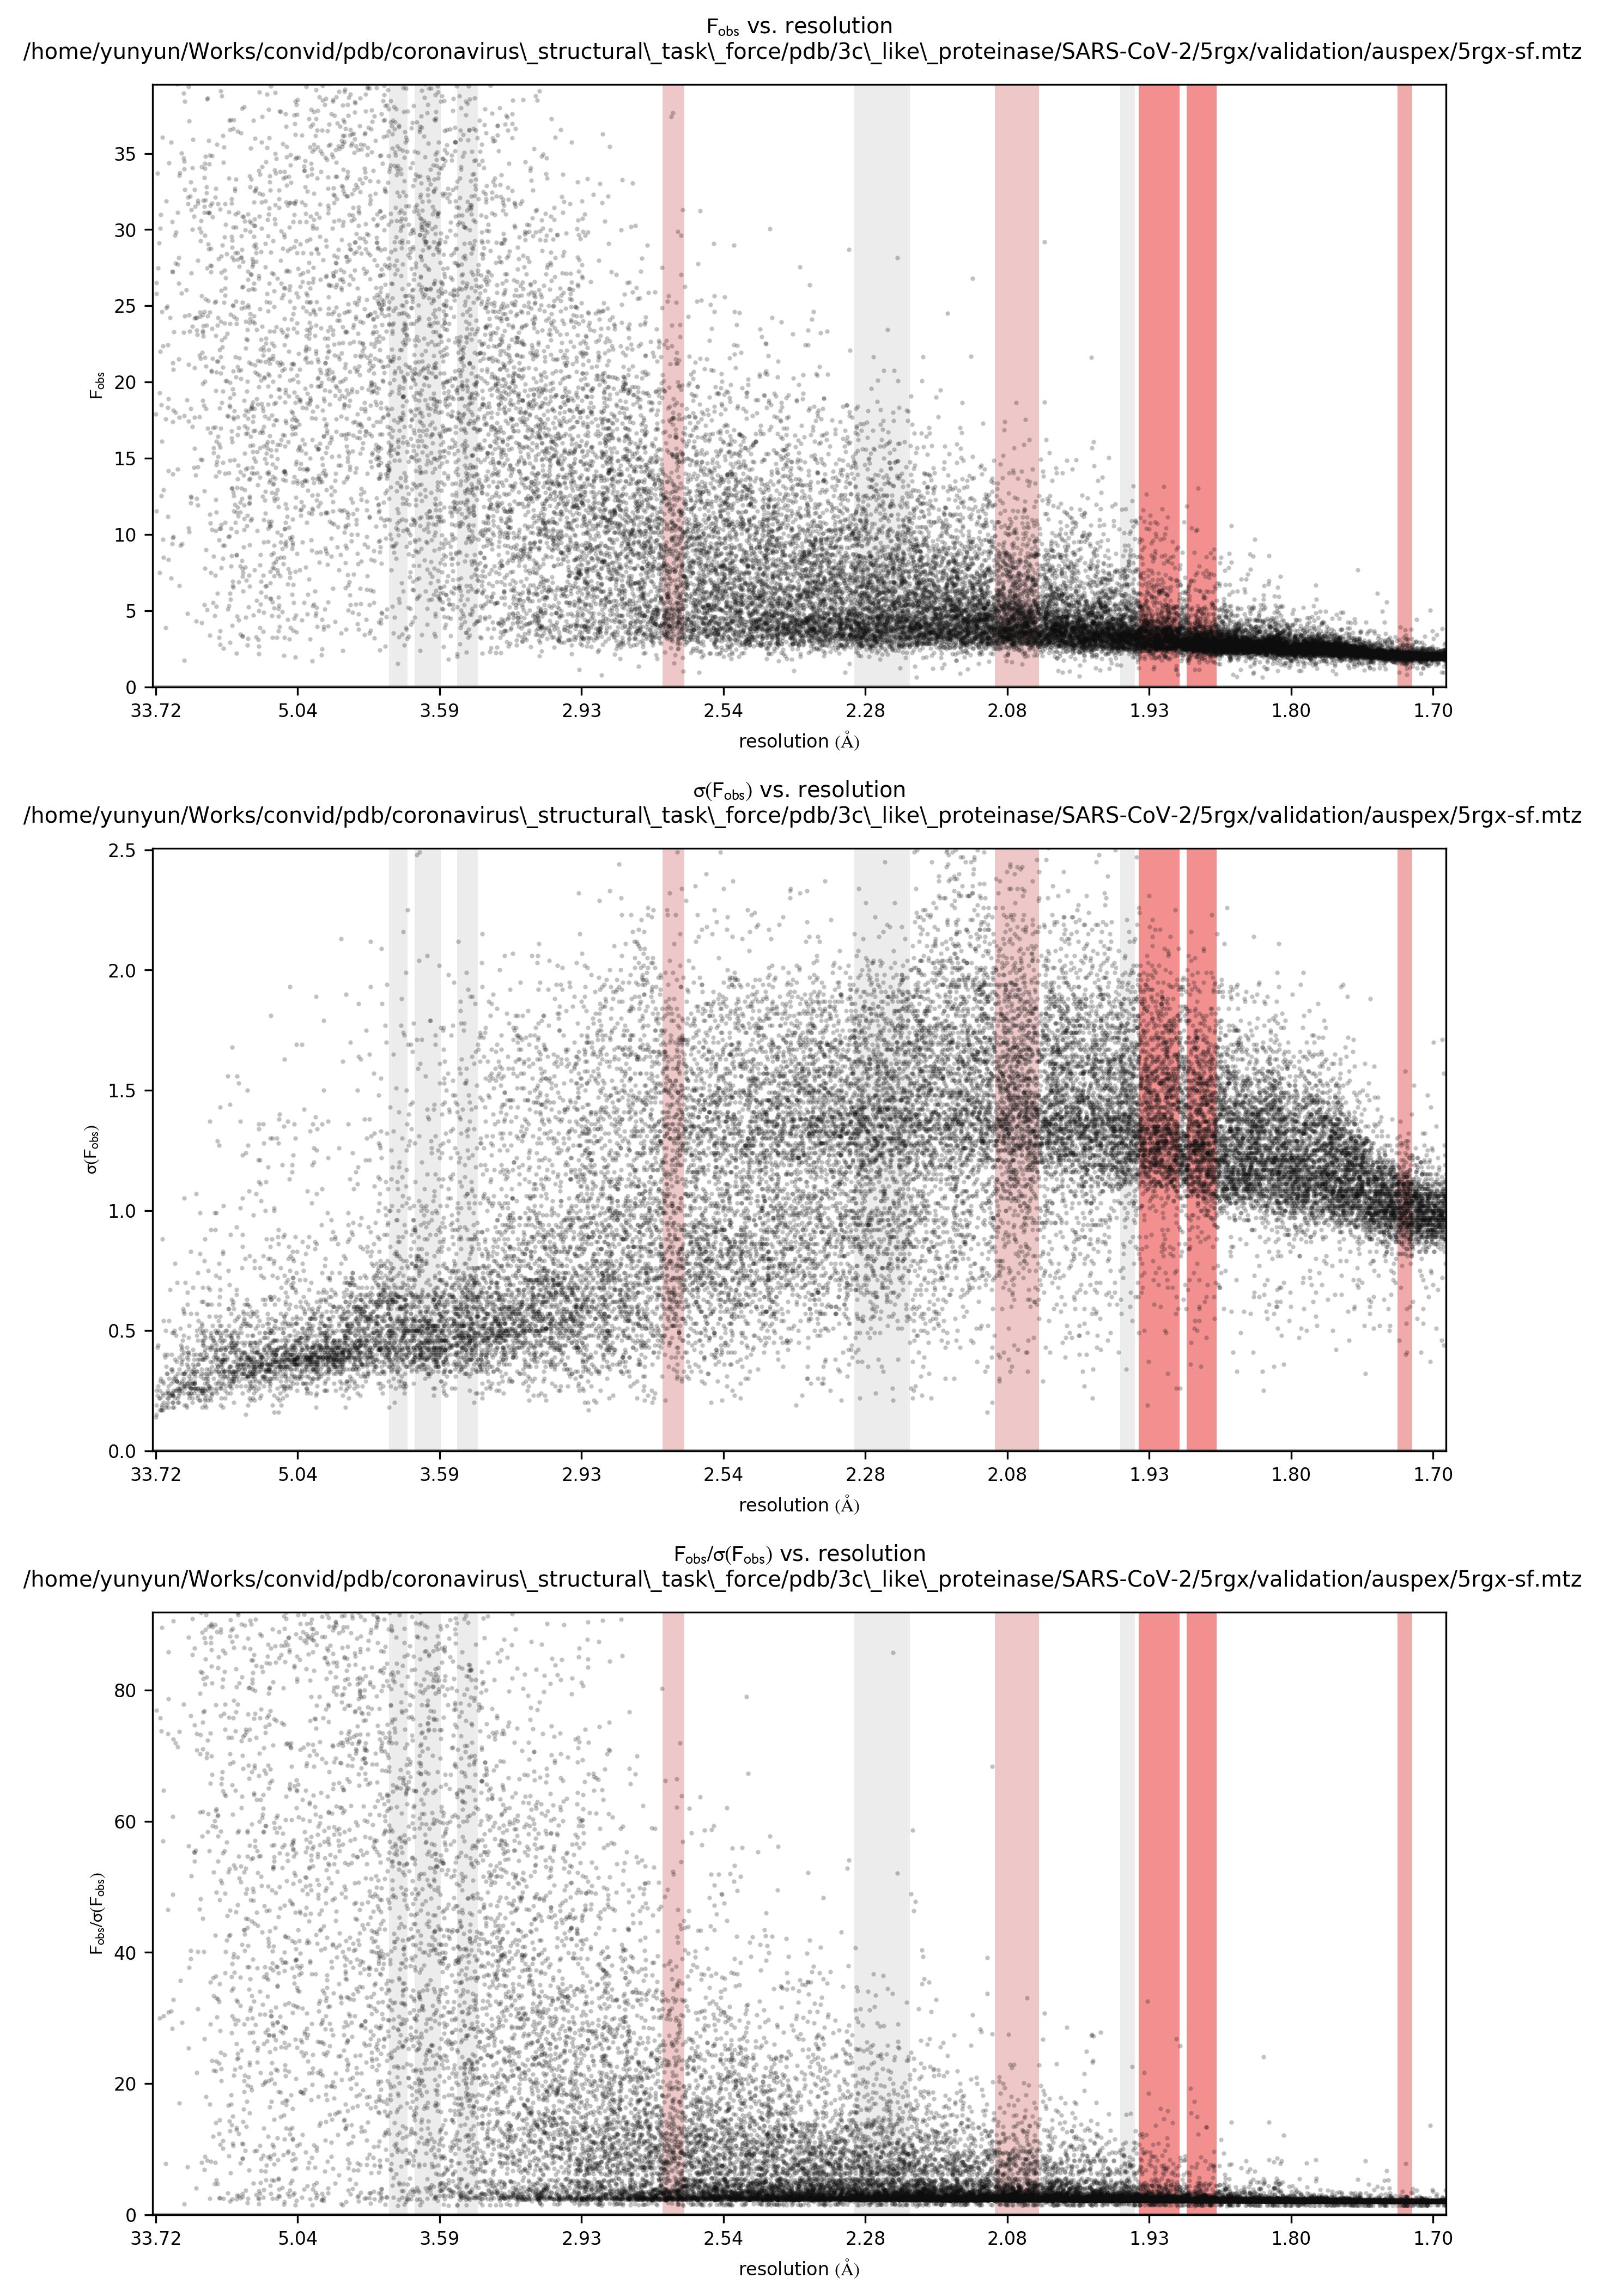 Fobs vs. resolution
/home/yunyun/Works/convid/pdb/coronavirus\_structural\_task\_force/pdb/3c\_like\_proteinase/SARS-CoV-2/5rgx/validation/auspex/5rgx-sf.mtz
35
30
25
20
15
10
5
0
Fobs
33.72 5.04 3.59 2.93 2.54 2.28 2.08 1.93 1.80 1.70
resolution (Å)
σ(Fobs) vs. resolution
/home/yunyun/Works/convid/pdb/coronavirus\_structural\_task\_force/pdb/3c\_like\_proteinase/SARS-CoV-2/5rgx/validation/auspex/5rgx-sf.mtz
2.5
2.0
1.5
1.0
0.5
0.0
σ(Fobs)
33.72 5.04 3.59 2.93 2.54 2.28 2.08 1.93 1.80 1.70
resolution (Å)
Fobs/σ(Fobs) vs. resolution
/home/yunyun/Works/convid/pdb/coronavirus\_structural\_task\_force/pdb/3c\_like\_proteinase/SARS-CoV-2/5rgx/validation/auspex/5rgx-sf.mtz
80
60
40
20
0
Fobs/σ(Fobs)
33.72 5.04 3.59 2.93 2.54 2.28 2.08 1.93 1.80 1.70
resolution (Å)